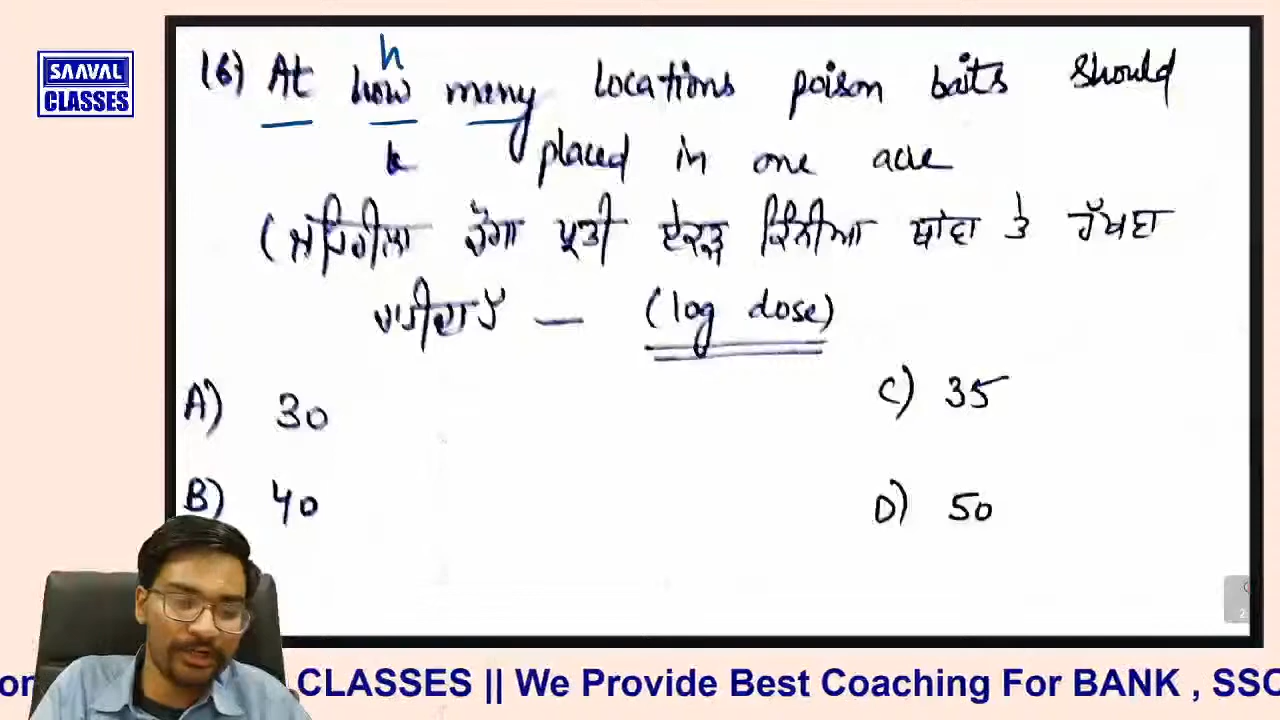 SAAVAL
CLASSES
(6) At how many locations poison baits should
h
k
placed in one acre
(ਜ਼ਹਿਰੀਲਾ ਚੋਗਾ ਪ੍ਰਤੀ ਏਕੜ ਕਿੰਨੀਆ ਥਾਂਵਾ ਤੇ ਰੱਖਣਾ
ਚਾਹੀਦਾ ਹੈ — (log dose)
A) 30
C) 35
B) 40
D) 50
CLASSES || We Provide Best Coaching For BANK , SSC